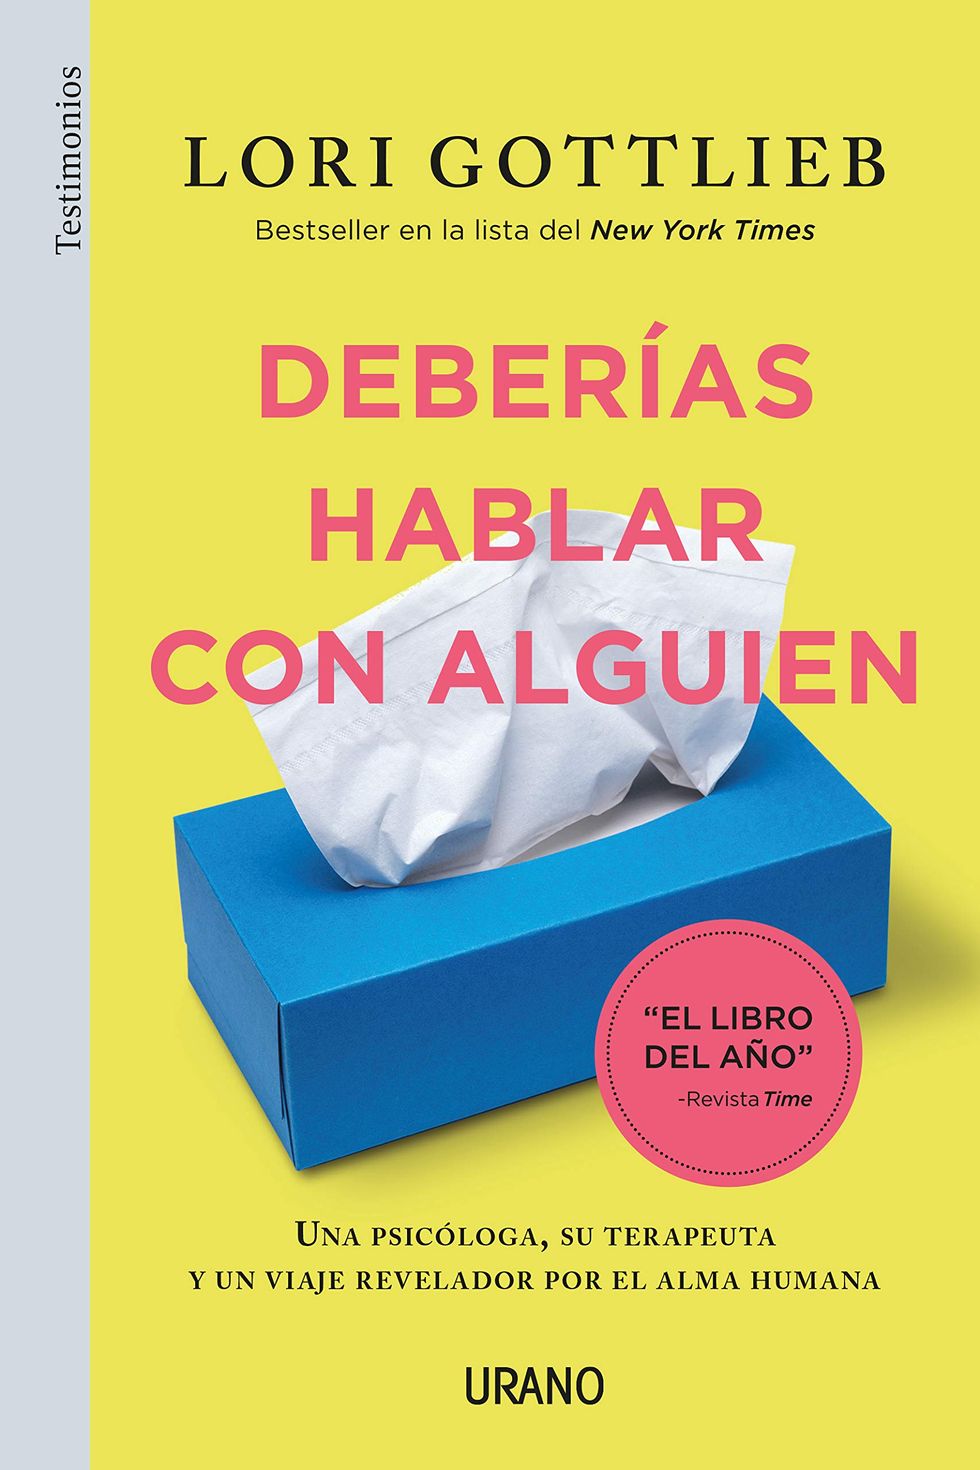 Testimonios
LORI GOTTLIEB
Bestseller en la lista del New York Times
DEBERÍAS
HABLAR
CON ALGUIEN
“EL LIBRO
DEL AÑO”
-Revista Time
UNA PSICÓLOGA, SU TERAPEUTA
Y UN VIAJE REVELADOR POR EL ALMA HUMANA
URANO